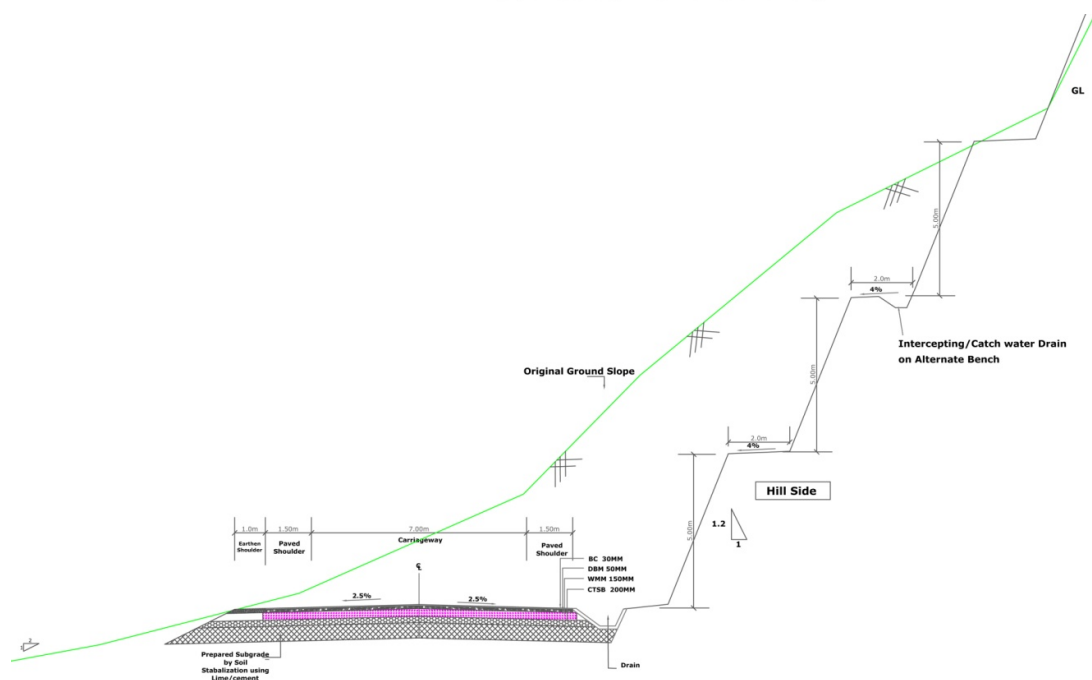 GL
5.00m
2.0m
4%
Intercepting/Catch water Drain
on Alternate Bench
Original Ground Slope
5.00m
2.0m
4%
Hill Side
1.2
1
5.00m
1.0m
1.50m
7.00m
1.50m
Earthen
Shoulder
Paved
Shoulder
Carriageway
Paved
Shoulder
BC 30MM
DBM 50MM
WMM 150MM
CTSB 200MM
℄
2.5%
2.5%
2
Prepared Subgrade
by Soil
Stabalization using
Lime/cement
Drain